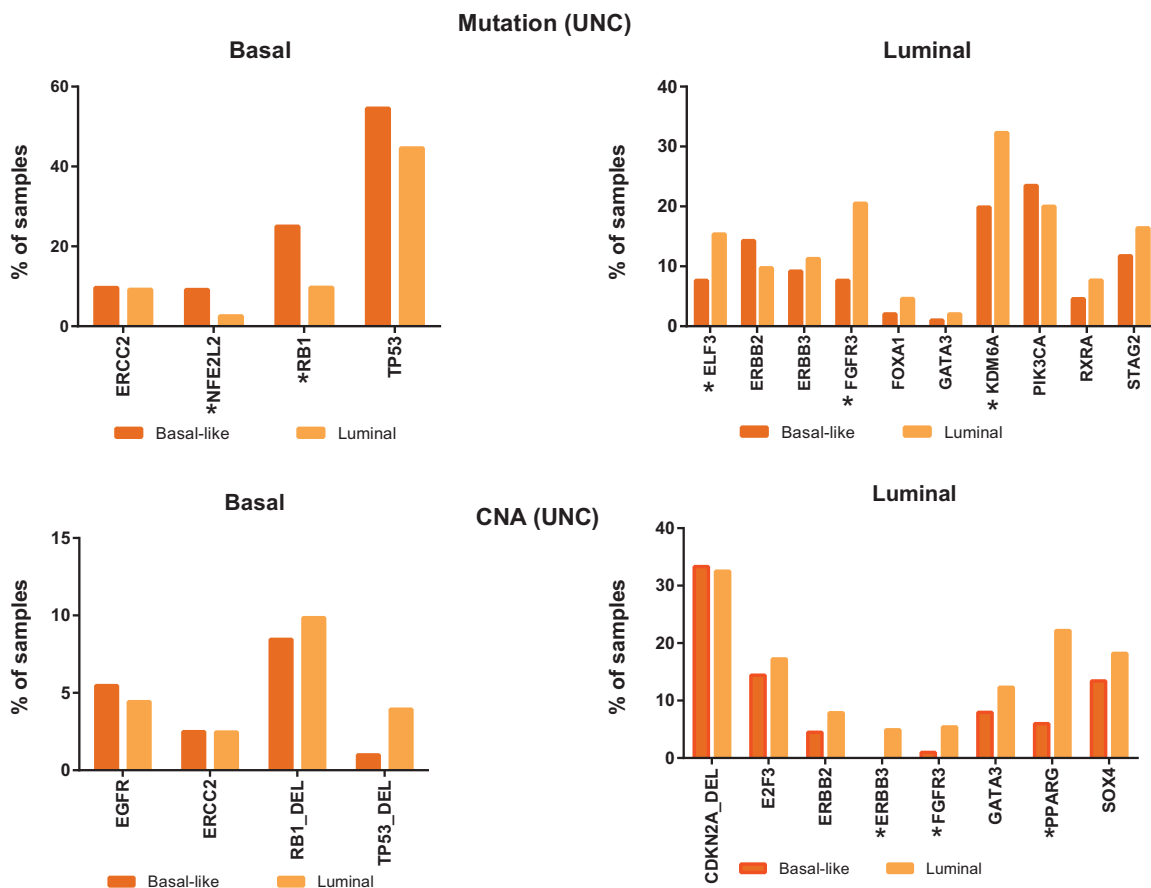 Mutation (UNC)
Basal
% of samples
60
40
20
0
ERCC2
*NFE2L2
*RB1
TP53
Basal-like
Luminal
Luminal
% of samples
40
30
20
10
0
* ELF3
ERBB2
ERBB3
* FGFR3
FOXA1
GATA3
* KDM6A
PIK3CA
RXRA
STAG2
Basal-like
Luminal
CNA (UNC)
Basal
% of samples
15
10
5
0
EGFR
ERCC2
RB1_DEL
TP53_DEL
Basal-like
Luminal
Luminal
% of samples
40
30
20
10
0
CDKN2A_DEL
E2F3
ERBB2
*ERBB3
*FGFR3
GATA3
*PPARG
SOX4
Basal-like
Luminal